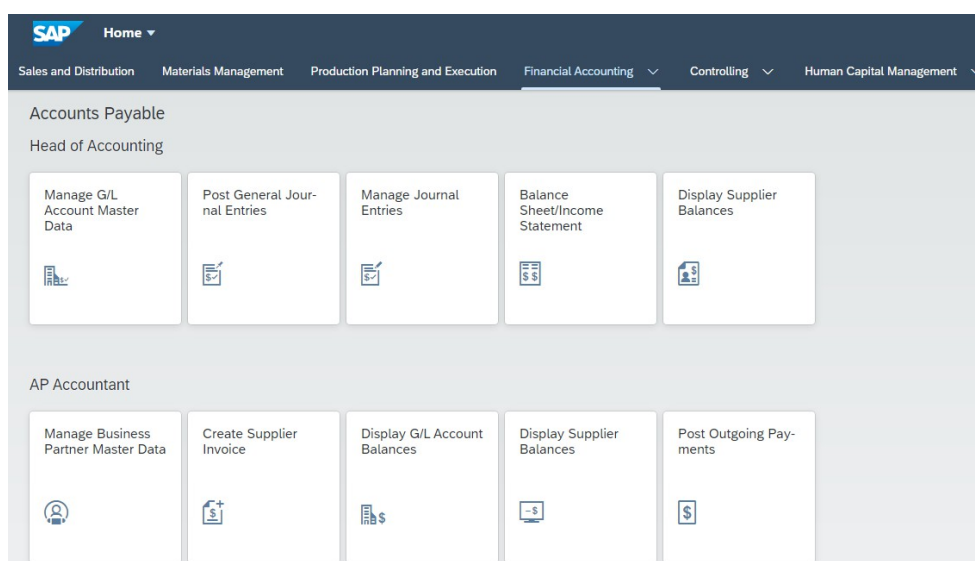 SAP Home
Sales and Distribution Materials Management Production Planning and Execution Financial Accounting Controlling Human Capital Management
Accounts Payable
Head of Accounting
Manage G/L
Account Master
Data
Post General Jour-
nal Entries
Manage Journal
Entries
Balance
Sheet/Income
Statement
Display Supplier
Balances
AP Accountant
Manage Business
Partner Master Data
Create Supplier
Invoice
Display G/L Account
Balances
Display Supplier
Balances
Post Outgoing Pay-
ments